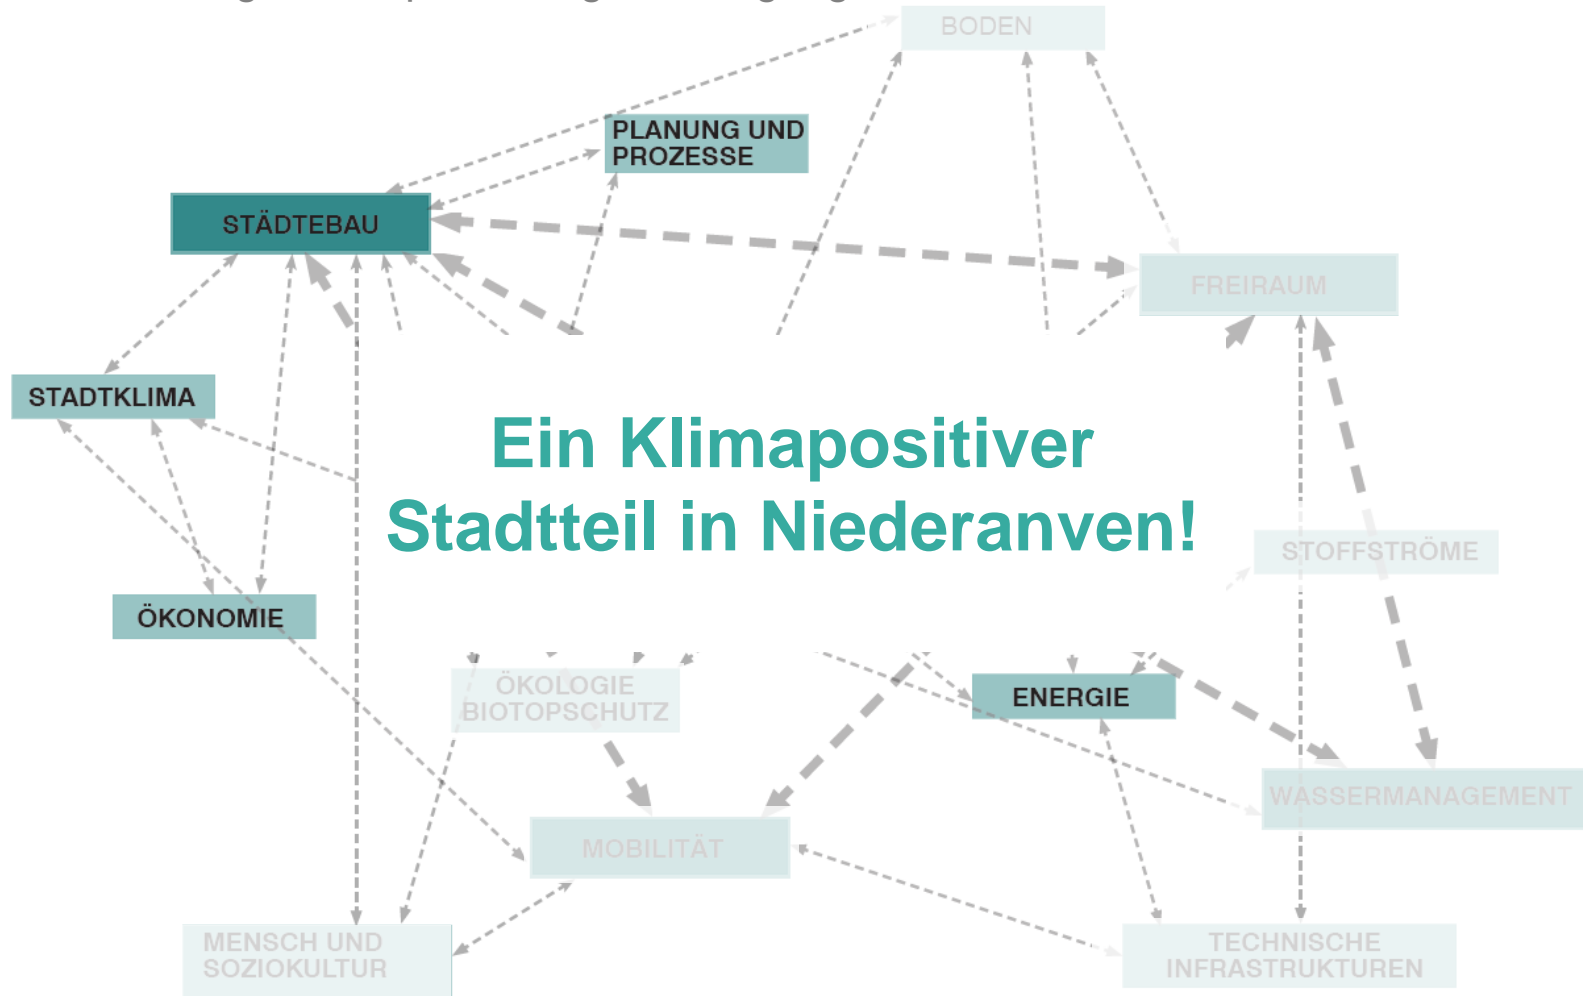 BODEN
PLANUNG UND
PROZESSE
STÄDTEBAU
FREIRAUM
STADTKLIMA
Ein Klimapositiver
Stadtteil in Niederanven!
STOFFSTRÖME
ÖKONOMIE
ÖKOLOGIE
BIOTOPSCHUTZ
ENERGIE
WASSERMANAGEMENT
MOBILITÄT
MENSCH UND
SOZIOKULTUR
TECHNISCHE
INFRASTRUKTUREN